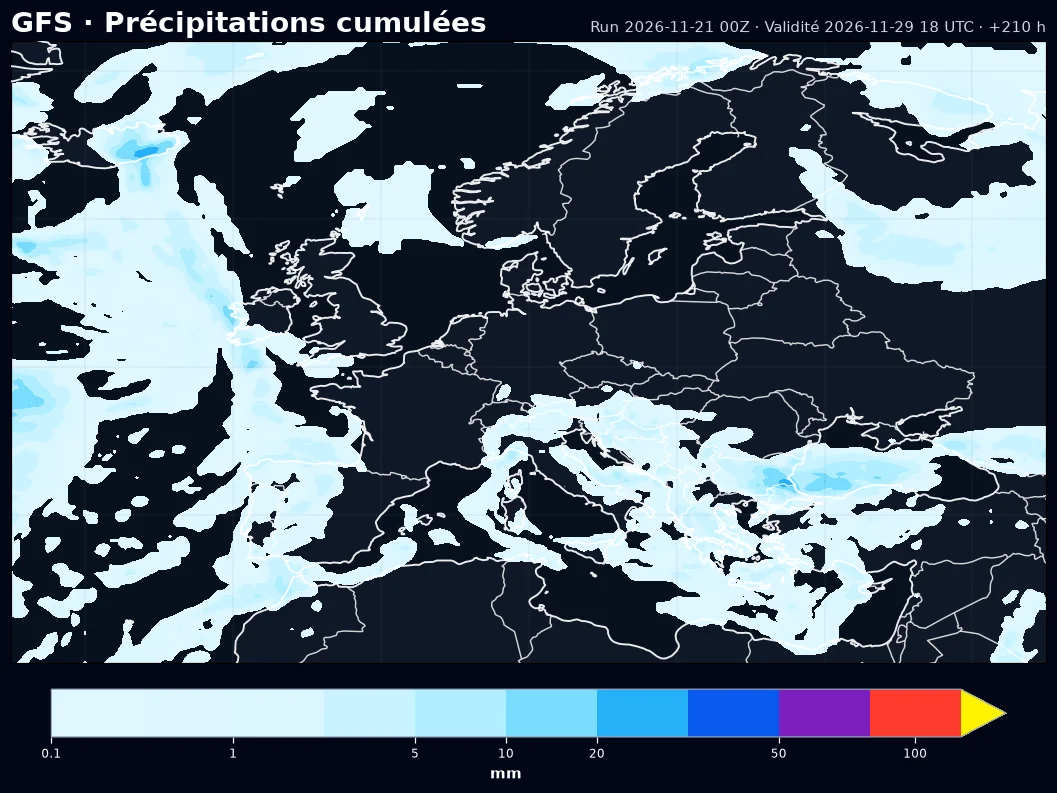 GFS · Précipitations cumulées
Run 2026-11-21 00Z · Validité 2026-11-29 18 UTC · +210 h
0.1 1 5 10 20 50 100
mm